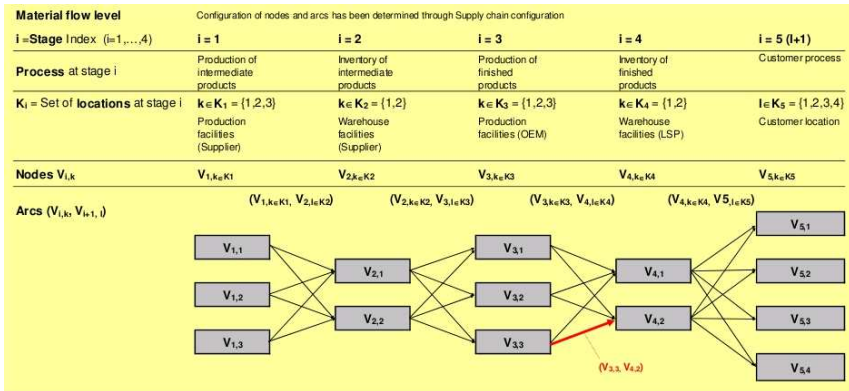 Material flow level Configuration of nodes and arcs has been determined through Supply chain configuration
i =Stage Index (i=1,…,4) i = 1 i = 2 i = 3 i = 4 i = 5 (I+1)
Process at stage i Production of intermediate products Inventory of intermediate products Production of finished products Inventory of finished products Customer process
Ki = Set of locations at stage i k∈K1 = {1,2,3} k∈K2 = {1,2} k∈K3 = {1,2,3} k∈K4 = {1,2} l∈K5 = {1,2,3,4}
Production facilities (Supplier) Warehouse facilities (Supplier) Production facilities (OEM) Warehouse facilities (LSP) Customer location
Nodes Vi,k V1,k∈K1 V2,k∈K2 V3,k∈K3 V4,k∈K4 V5,k∈K5
Arcs (Vi,k, Vi+1, l) (V1,k∈K1, V2,l∈K2) (V2,k∈K2, V3,l∈K3) (V3,k∈K3, V4,l∈K4) (V4,k∈K4, V5,l∈K5)
V1,1 V2,1 V3,1 V4,1 V5,1
V1,2 V2,2 V3,2 V4,2 V5,2
V1,3 V3,3 V5,3
V5,4
(V3,3, V4,2)